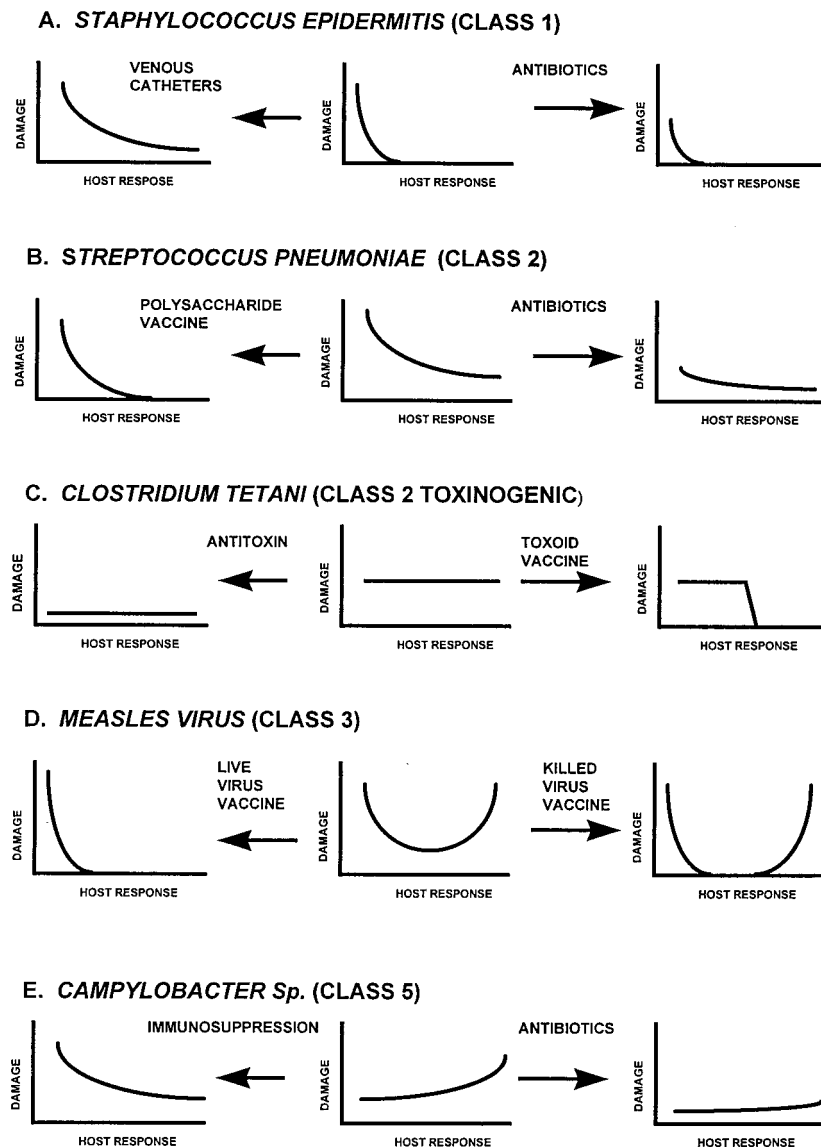 A. STAPHYLOCOCCUS EPIDERMITIS (CLASS 1)
DAMAGE
VENOUS
CATHETERS
HOST RESPOSE
DAMAGE
HOST RESPONSE
ANTIBIOTICS
DAMAGE
HOST RESPONSE
B. STREPTOCOCCUS PNEUMONIAE (CLASS 2)
DAMAGE
POLYSACCHARIDE
VACCINE
HOST RESPONSE
DAMAGE
HOST RESPONSE
ANTIBIOTICS
DAMAGE
HOST RESPONSE
C. CLOSTRIDIUM TETANI (CLASS 2 TOXINOGENIC)
DAMAGE
ANTITOXIN
HOST RESPONSE
DAMAGE
HOST RESPONSE
TOXOID
VACCINE
DAMAGE
HOST RESPONSE
D. MEASLES VIRUS (CLASS 3)
DAMAGE
LIVE
VIRUS
VACCINE
HOST RESPONSE
DAMAGE
HOST RESPONSE
KILLED
VIRUS
VACCINE
DAMAGE
HOST RESPONSE
E. CAMPYLOBACTER Sp. (CLASS 5)
DAMAGE
IMMUNOSUPPRESSION
HOST RESPONSE
DAMAGE
HOST RESPONSE
ANTIBIOTICS
DAMAGE
HOST RESPONSE